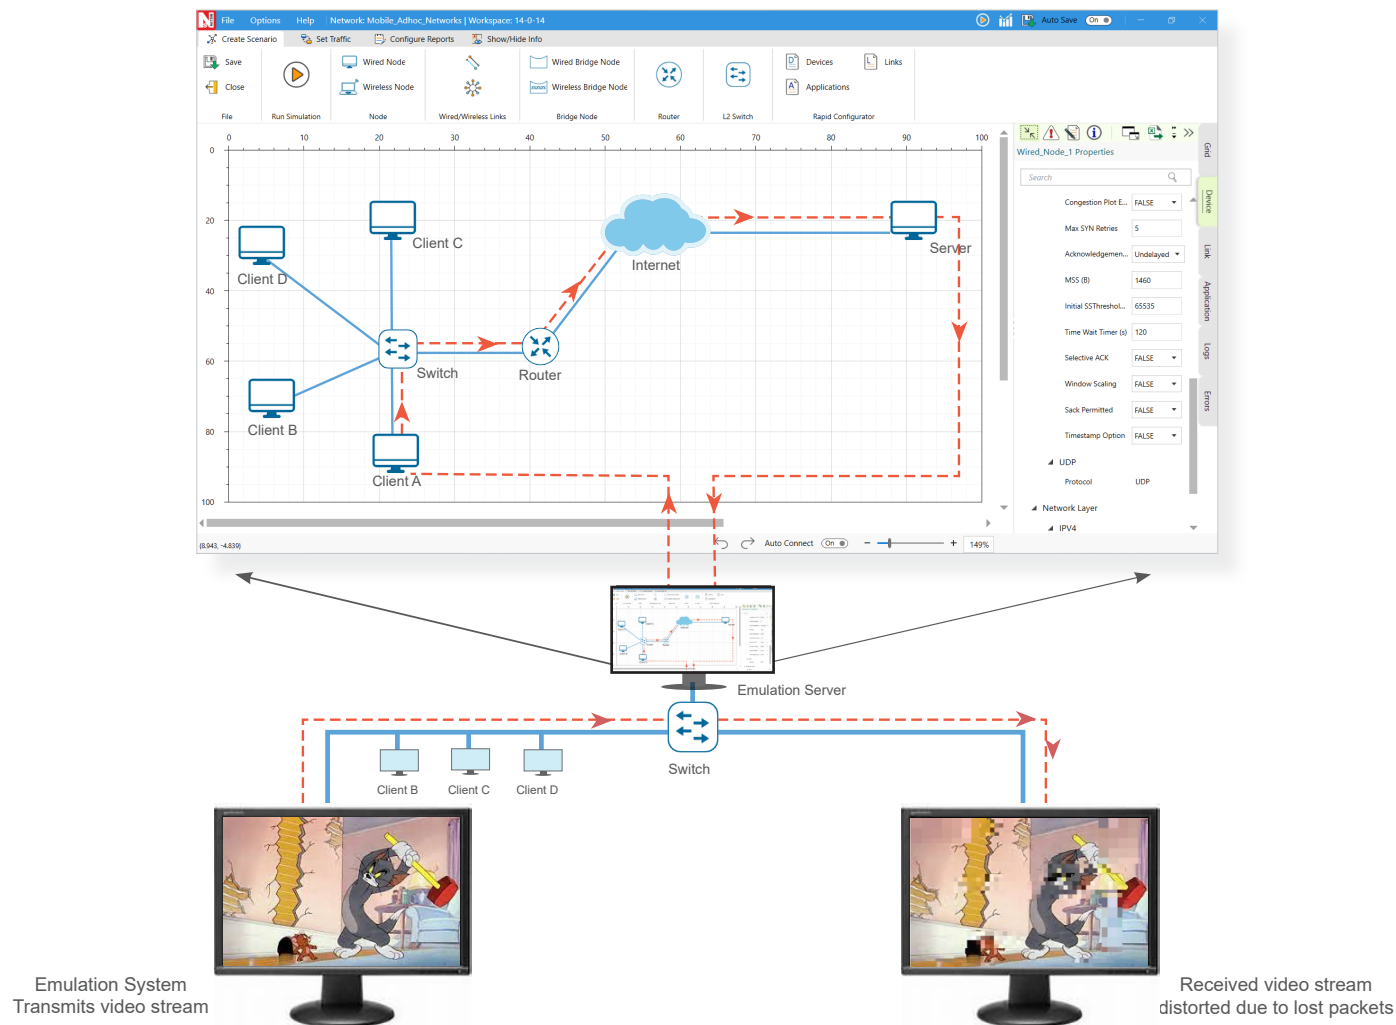 File Options Help Network: Mobile_Adhoc_Networks | Workspace: 14-0-14 Auto Save On
Create Scenario Set Traffic Configure Reports Show/Hide Info
Save Wired Node Wired Bridge Node Devices Links
Close Wireless Node Wireless Bridge Node Applications
File Run Simulation Node Wired/Wireless Links Bridge Node Router L2 Switch Rapid Configurator
0 10 20 30 40 50 60 70 80 90 100
0
20
40
60
80
100
Client C
Client D
Internet
Server
Switch
Router
Client B
Client A
Wired_Node_1 Properties
Search
Congestion Plot E... FALSE
Max SYN Retries 5
Acknowledgemen... Undelayed
MSS (B) 1460
Initial SSThreshol... 65535
Time Wait Timer (s) 120
Selective ACK FALSE
Window Scaling FALSE
Sack Permitted FALSE
Timestamp Option FALSE
UDP
Protocol UDP
Network Layer
IPV4
Grid
Device
Link
Application
Logs
Errors
(8.943, -4.839) Auto Connect On 149%
Emulation Server
Switch
Client B Client C Client D
Emulation System
Transmits video stream
Received video stream
distorted due to lost packets